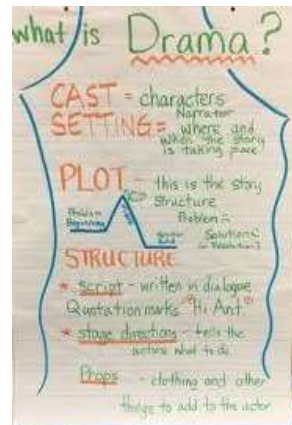 what is Drama?
CAST = characters
Narrator
SETTING = where and
when the story
is taking place
PLOT - this is the story
structure
Problem
Beginning
Problem
Solution
STRUCTURE
* script - written in dialogue
Quotation marks "Hi Ant"
* stage directions - tells the
actors what to do.
Props - clothing and other
things to add to the actor